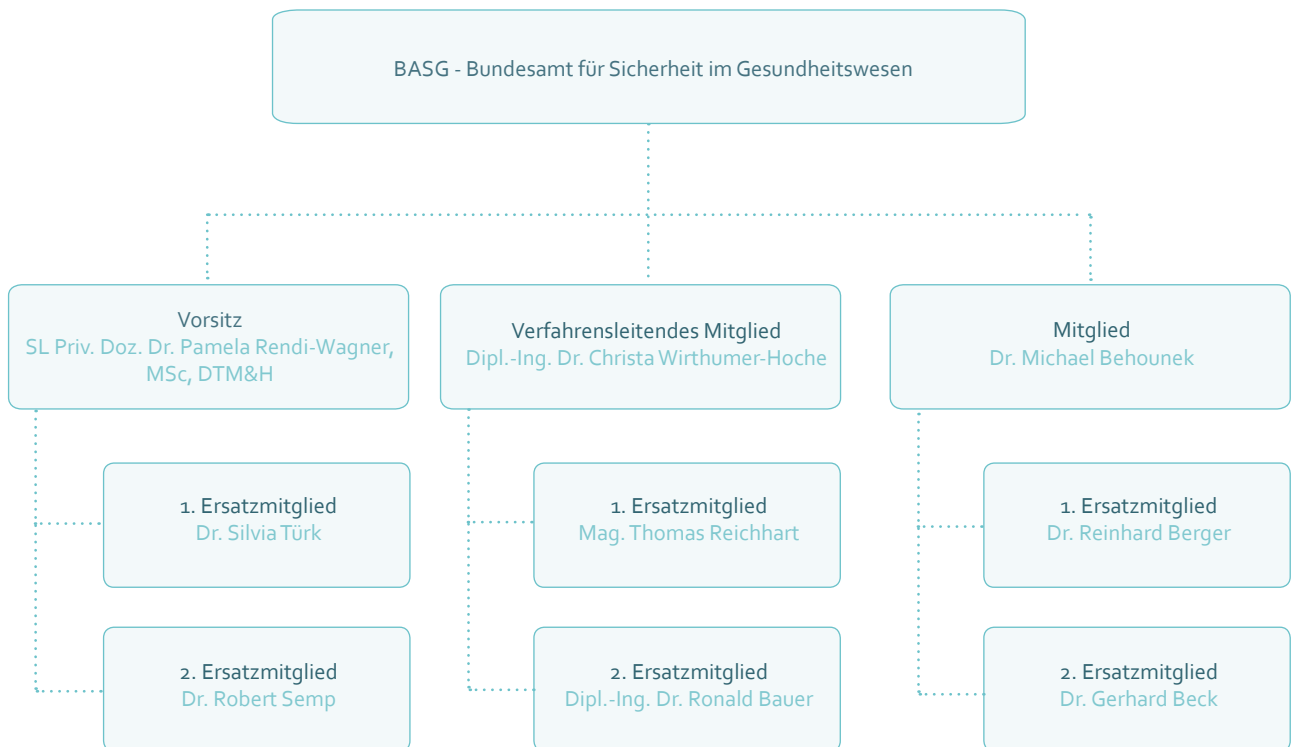 BASG - Bundesamt für Sicherheit im Gesundheitswesen
Vorsitz
SL Priv. Doz. Dr. Pamela Rendi-Wagner,
MSc, DTM&H
Verfahrensleitendes Mitglied
Dipl.-Ing. Dr. Christa Wirthumer-Hoche
Mitglied
Dr. Michael Behounek
1. Ersatzmitglied
Dr. Silvia Türk
1. Ersatzmitglied
Mag. Thomas Reichhart
1. Ersatzmitglied
Dr. Reinhard Berger
2. Ersatzmitglied
Dr. Robert Semp
2. Ersatzmitglied
Dipl.-Ing. Dr. Ronald Bauer
2. Ersatzmitglied
Dr. Gerhard Beck